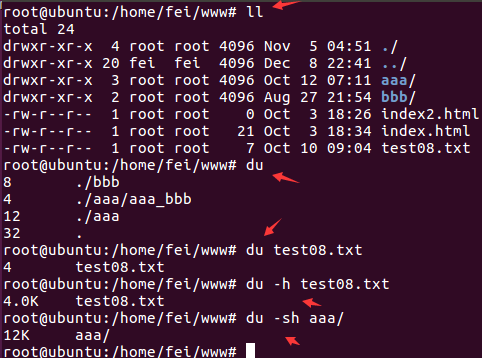 root@ubuntu:/home/fei/www# ll
total 24
drwxr-xr-x  4 root root 4096 Nov  5 04:51 ./
drwxr-xr-x 20 fei  fei  4096 Dec  8 22:41 ../
drwxr-xr-x  3 root root 4096 Oct 12 07:11 aaa/
drwxr-xr-x  2 root root 4096 Aug 27 21:54 bbb/
-rw-r--r--  1 root root    0 Oct  3 18:26 index2.html
-rw-r--r--  1 root root   21 Oct  3 18:34 index.html
-rw-r--r--  1 root root    7 Oct 10 09:04 test08.txt
root@ubuntu:/home/fei/www# du
8       ./bbb
4       ./aaa/aaa_bbb
12      ./aaa
32      .
root@ubuntu:/home/fei/www# du test08.txt
4       test08.txt
root@ubuntu:/home/fei/www# du -h test08.txt
4.0K    test08.txt
root@ubuntu:/home/fei/www# du -sh aaa/
12K     aaa/
root@ubuntu:/home/fei/www#